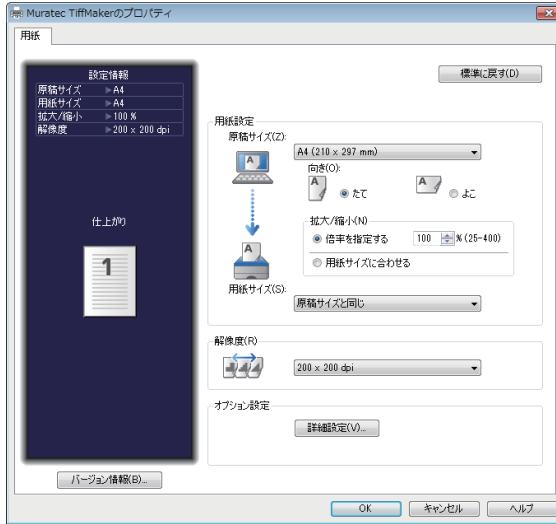 Muratec TiffMakerのプロパティ
用紙
設定情報
原稿サイズ ▶A4
用紙サイズ ▶A4
拡大/縮小 ▶100 %
解像度 ▶200 x 200 dpi
仕上がり
1
バージョン情報(B)...
標準に戻す(D)
用紙設定
原稿サイズ(Z):
A4 (210 x 297 mm)
向き(O):
A たて A よこ
A
拡大/縮小(N)
倍率を指定する 100 % (25-400)
用紙サイズに合わせる
A
用紙サイズ(S):
原稿サイズと同じ
解像度(R)
200 x 200 dpi
オプション設定
詳細設定(V)...
OK キャンセル ヘルプ